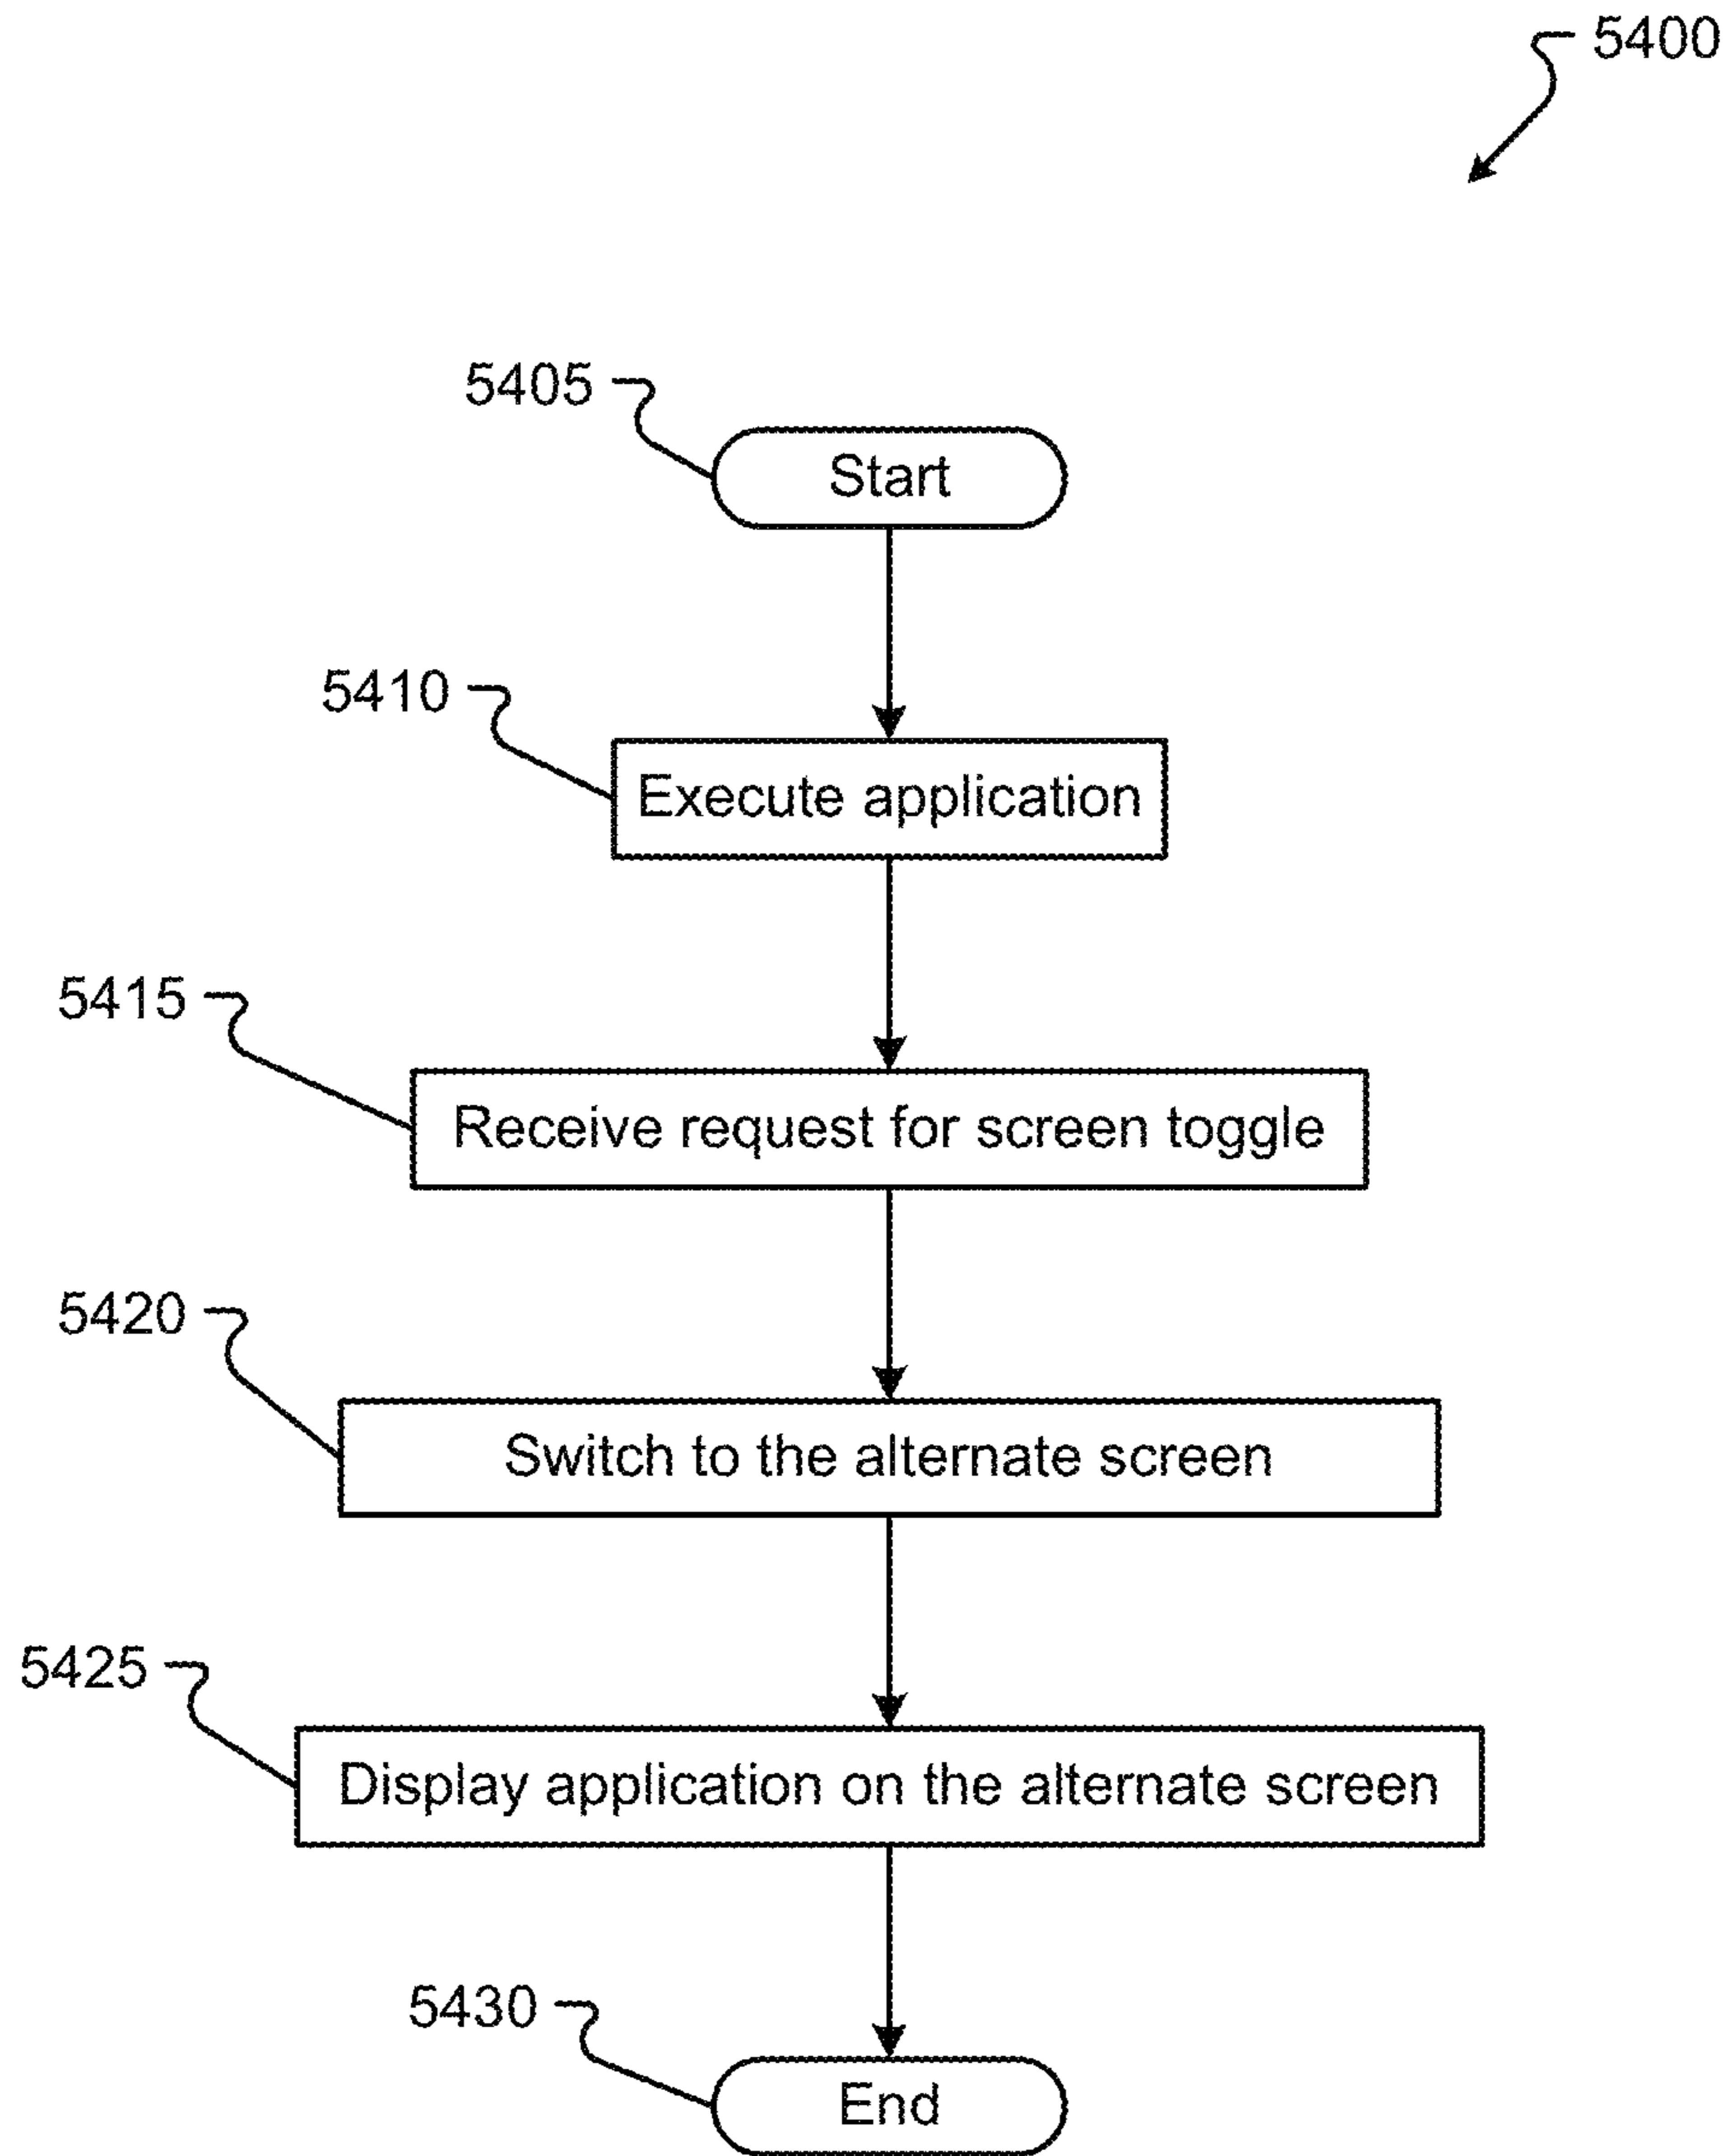 5400
5405
Start
5410
Execute application
5415
Receive request for screen toggle
5420
Switch to the alternate screen
5425
Display application on the alternate screen
5430
End